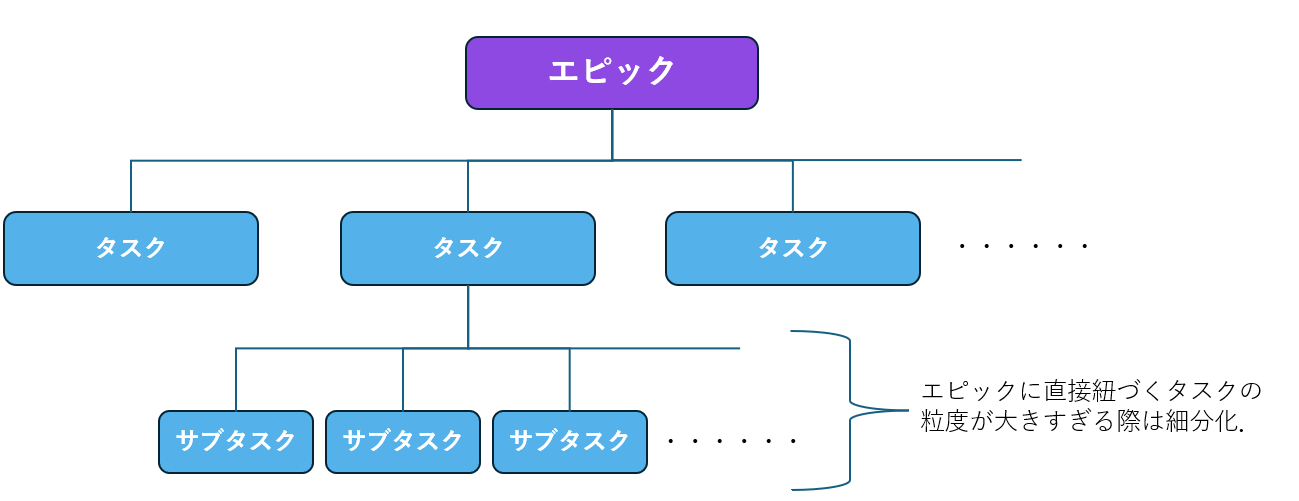 エピック
タスク
タスク
タスク
・・・・・・
サブタスク
サブタスク
サブタスク
・・・・・・
エピックに直接紐づくタスクの
粒度が大きすぎる際は細分化．